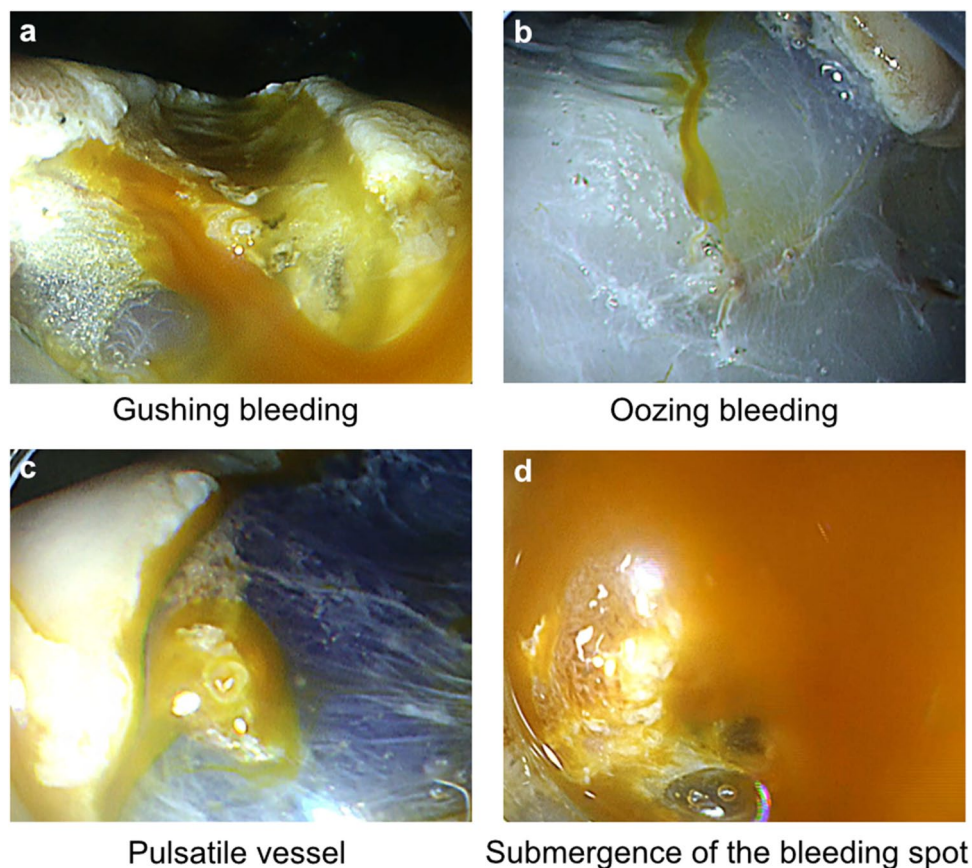 a
b
Gushing bleeding
Oozing bleeding
c
d
Pulsatile vessel
Submergence of the bleeding spot